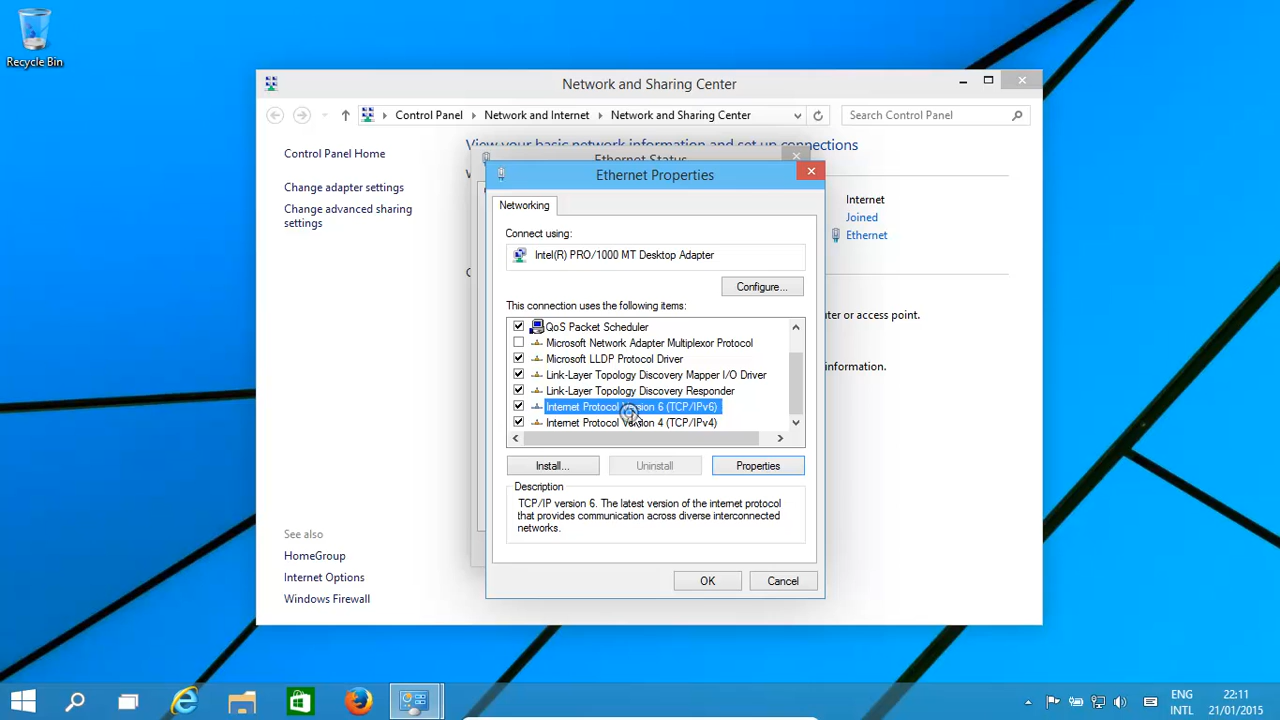 Recycle Bin
Network and Sharing Center
Control Panel
Network and Internet
Network and Sharing Center
Search Control Panel
Control Panel Home
Change adapter settings
Change advanced sharing
settings
View your basic network information and set up connections
Ethernet Status
Internet
Joined
Ethernet
uter or access point.
information.
Ethernet Properties
Networking
Connect using:
Intel(R) PRO/1000 MT Desktop Adapter
Configure...
This connection uses the following items:
QoS Packet Scheduler
Microsoft Network Adapter Multiplexor Protocol
Microsoft LLDP Protocol Driver
Link-Layer Topology Discovery Mapper I/O Driver
Link-Layer Topology Discovery Responder
Internet Protocol Version 6 (TCP/IPv6)
Internet Protocol Version 4 (TCP/IPv4)
Install...
Uninstall
Properties
Description
TCP/IP version 6. The latest version of the internet protocol
that provides communication across diverse interconnected
networks.
OK
Cancel
See also
HomeGroup
Internet Options
Windows Firewall
ENG
INTL
22:11
21/01/2015